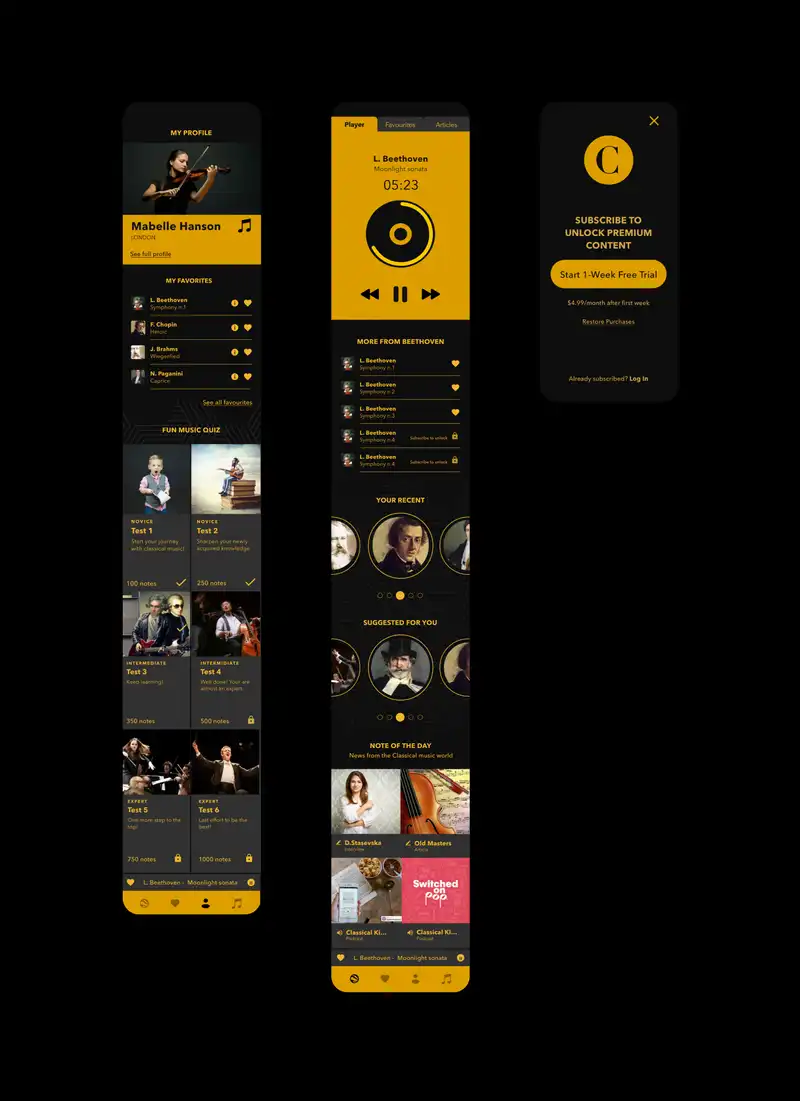 MY PROFILE
Mabelle Hanson
LONDON
See full profile
MY FAVORITES
L. Beethoven
Symphony n.1
F. Chopin
Heroic
J. Brahms
Wiegenlied
N. Paganini
Caprice
See all favourites
FUN MUSIC QUIZ
NOVICE
Test 1
Start your journey
with classical music!
100 notes
NOVICE
Test 2
Sharpen your newly
acquired knowledge
250 notes
INTERMEDIATE
Test 3
Keep learning!
350 notes
INTERMIDIATE
Test 4
Well done! Your are
almost an expert
500 notes
EXPERT
Test 5
One more step to the
top!
750 notes
EXPERT
Test 6
Last effort to be the
best!
1000 notes
L. Beethoven - Moonlight sonata
Player
Favourites
Articles
L. Beethoven
Moonlight sonata
05:23
MORE FROM BEETHOVEN
L. Beethoven
Symphony n.1
L. Beethoven
Symphony n.2
L. Beethoven
Symphony n.3
L. Beethoven
Symphony n.4
Subscribe to unlock
L. Beethoven
Symphony n.4
Subscribe to unlock
YOUR RECENT
SUGGESTED FOR YOU
NOTE OF THE DAY
News from the Classical music world
D.Stasevska
Interview
Old Masters
Article
Switched
on
pop
Classical Ki...
Podcast
Classical Ki...
Podcast
L. Beethoven - Moonlight sonata
C
SUBSCRIBE TO
UNLOCK PREMIUM
CONTENT
Start 1-Week Free Trial
$4.99/month after first week
Restore Purchases
Already subscribed? Log In